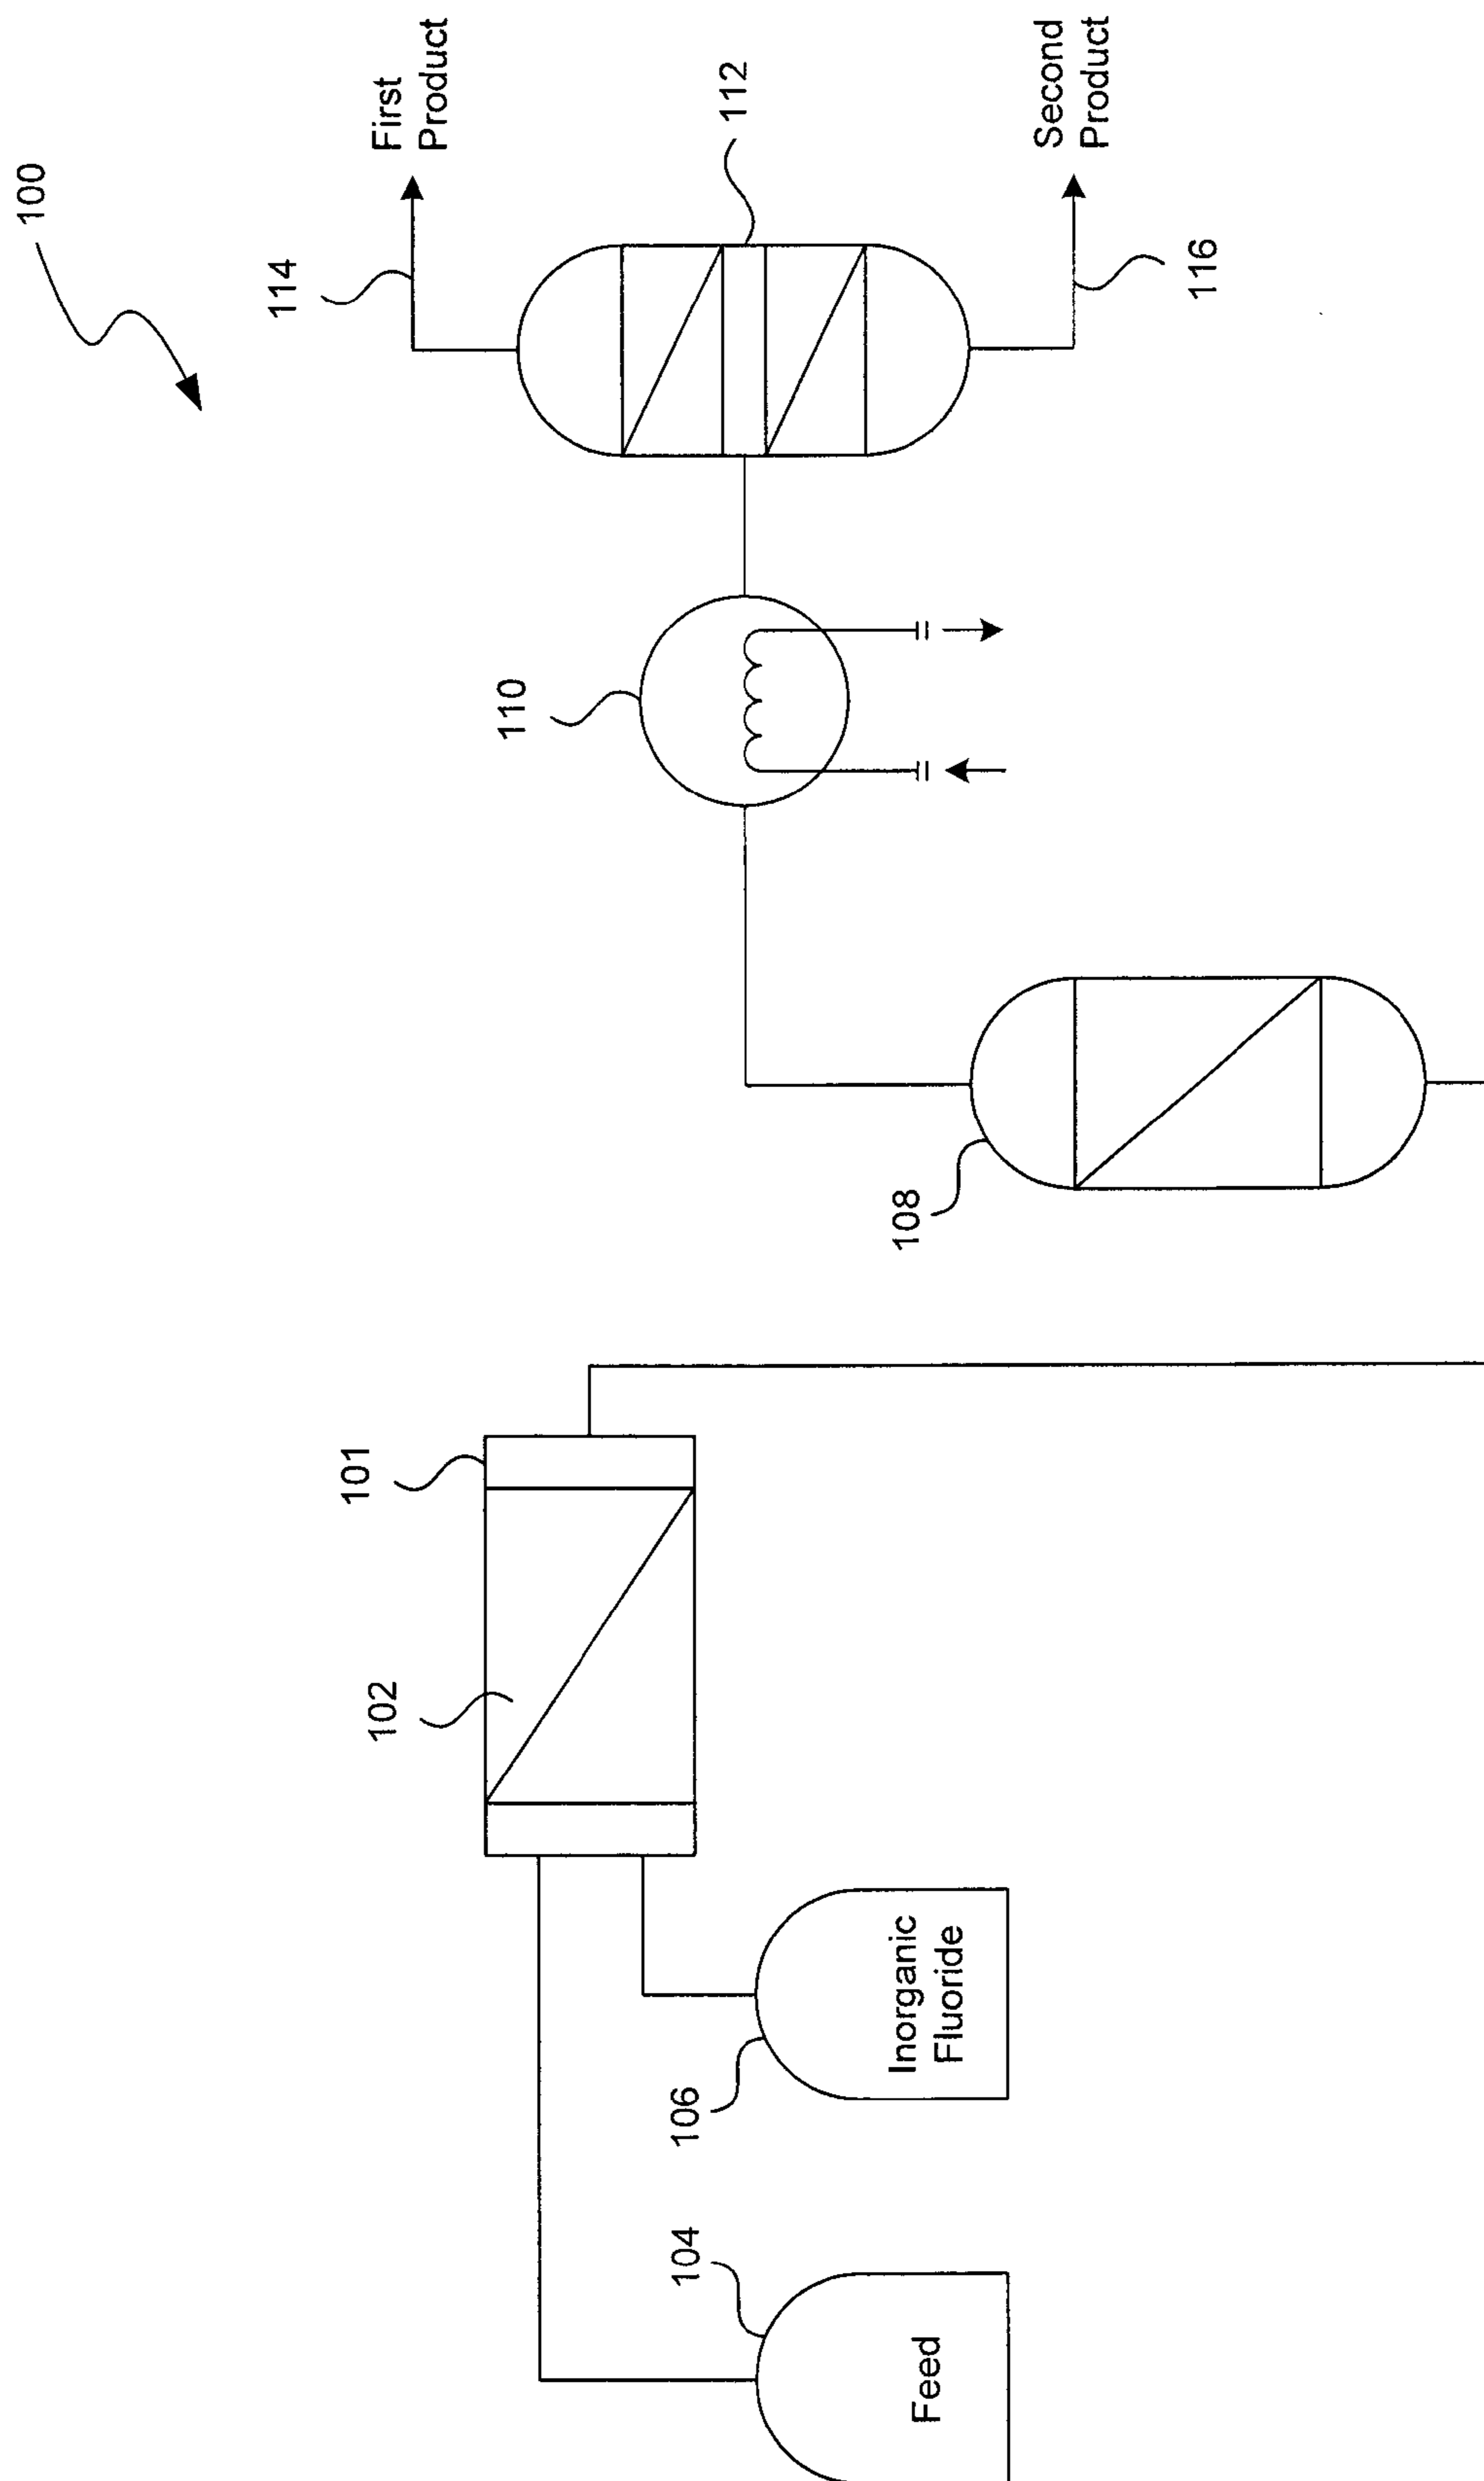 100
First
Product
114
112
Second
Product
116
110
108
101
102
Inorganic
Fluoride
106
104
Feed